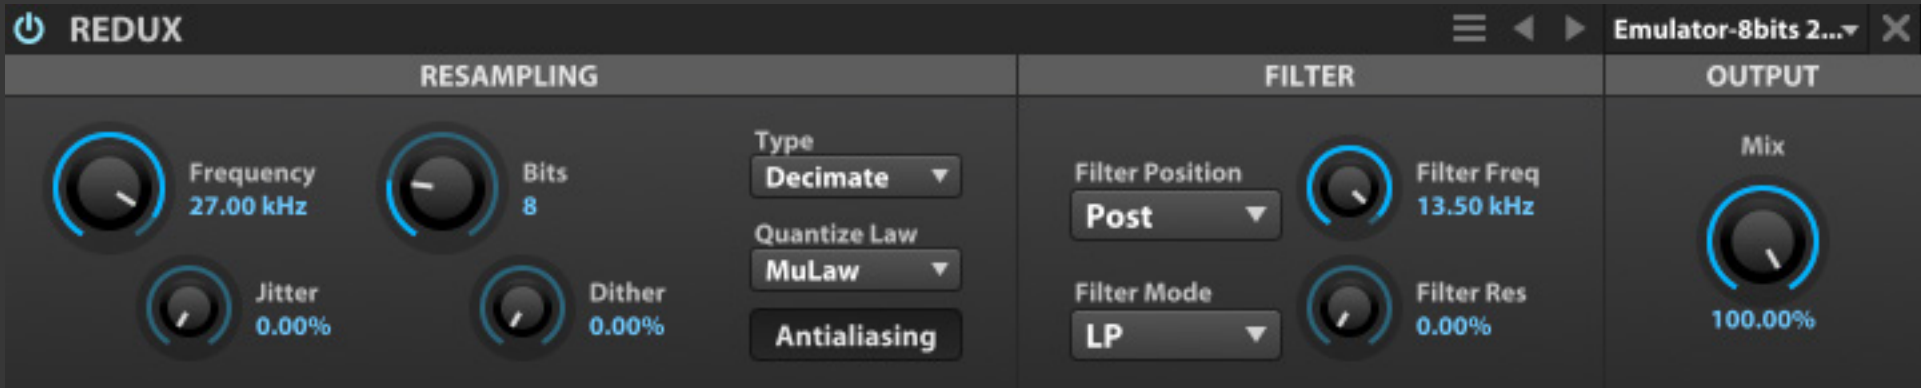 REDUX
Emulator-8bits 2...
RESAMPLING
FILTER
OUTPUT
Frequency
27.00 kHz
Bits
8
Type
Decimate
Quantize Law
MuLaw
Jitter
0.00%
Dither
0.00%
Antialiasing
Filter Position
Post
Filter Freq
13.50 kHz
Filter Mode
LP
Filter Res
0.00%
Mix
100.00%